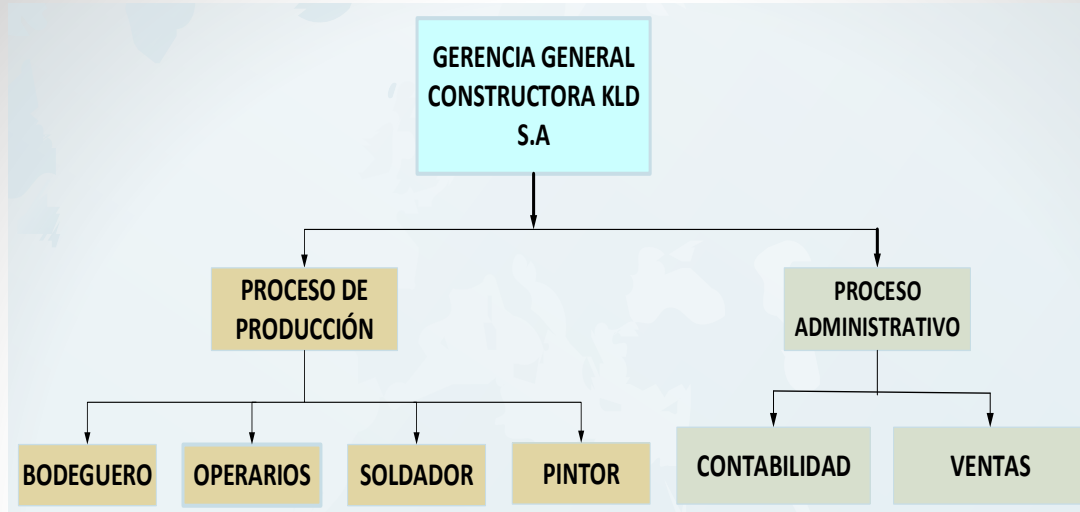 GERENCIA GENERAL
CONSTRUCTORA KLD
S.A
PROCESO DE
PRODUCCIÓN
PROCESO
ADMINISTRATIVO
BODEGUERO
OPERARIOS
SOLDADOR
PINTOR
CONTABILIDAD
VENTAS